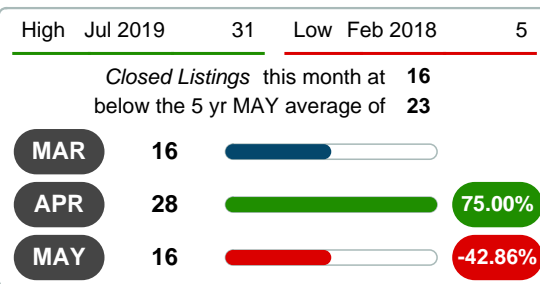 High Jul 2019 31 Low Feb 2018 5
Closed Listings this month at 16
below the 5 yr MAY average of 23
MAR 16
APR 28 75.00%
MAY 16 -42.86%